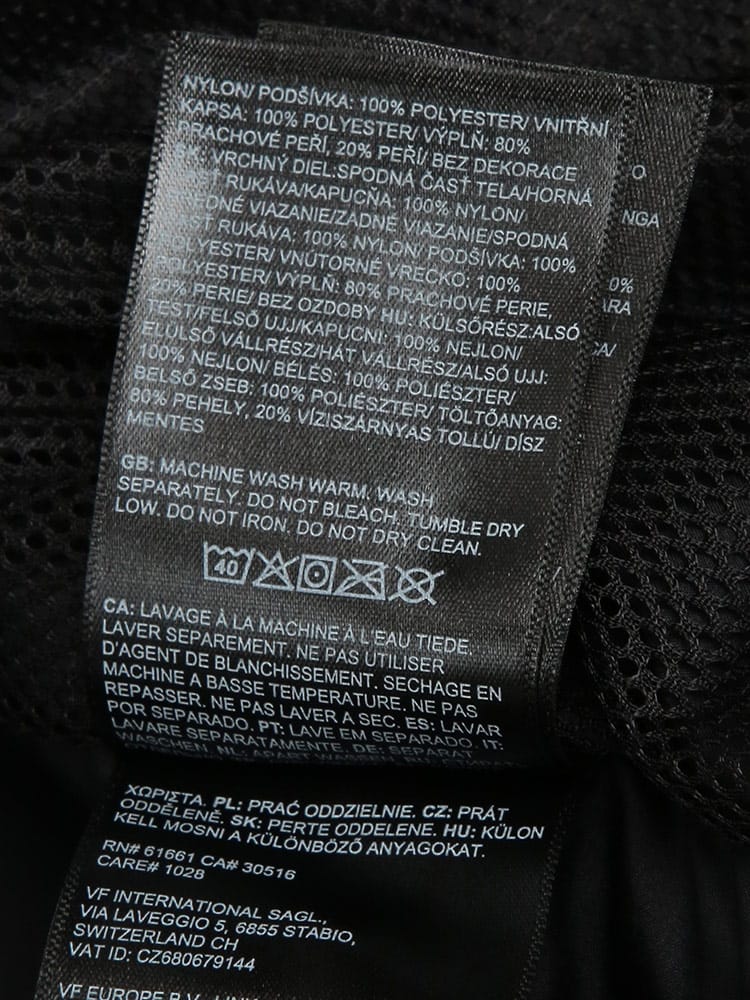 NYLON/ PODŠÍVKA: 100% POLYESTER/ VNITŘNÍ
KAPSA: 100% POLYESTER/ VÝPLŇ: 80%
PRACHOVÉ PEŘÍ, 20% PEŘÍ/ BEZ DEKORACE
SK: VRCHNÝ DIEL:SPODNÁ ČASŤ TELA/HORNÁ
RUKÁVA/KAPUCŇA: 100% NYLON/
VIAZANIE/ZADNÉ VIAZANIE/SPODNÁ
RUKÁVA: 100% NYLON/ PODŠÍVKA: 100%
POLYESTER/ VNÚTORNÉ VRECKO: 100%
POLYESTER/ VÝPLŇ: 80% PRACHOVÉ PERIE,
20% PERIE/ BEZ OZDOBY HU: KÜLSŐRÉSZ:ALSÓ
TEST/FELSŐ UJJ/KAPUCNI: 100% NEJLON/
ELULSŐ VÁLLRÉSZ/HÁT VÁLLRÉSZ/ALSÓ UJJ:
100% NEJLON/ BÉLÉS: 100% POLIÉSZTER/
BELSŐ ZSEB: 100% POLIÉSZTER/ TÖLTŐANYAG:
80% PEHELY, 20% VÍZISZÁRNYAS TOLLÚ/ DÍSZ
MENTES
GB: MACHINE WASH WARM. WASH
SEPARATELY. DO NOT BLEACH. TUMBLE DRY
LOW. DO NOT IRON. DO NOT DRY CLEAN.
40
CA: LAVAGE À LA MACHINE À L'EAU TIEDE.
LAVER SEPAREMENT. NE PAS UTILISER
D'AGENT DE BLANCHISSEMENT. SECHAGE EN
MACHINE A BASSE TEMPERATURE. NE PAS
REPASSER. NE PAS LAVER A SEC. ES: LAVAR
POR SEPARADO. PT: LAVE EM SEPARADO. IT:
LAVARE SEPARATAMENTE. DE: SEPARAT
WASCHEN. NL: APART WASSEN.
ΧΩΡΙΣΤΑ. PL: PRAĆ ODDZIELNIE. CZ: PRÁT
ODDĚLENĚ. SK: PERTE ODDELENE. HU: KÜLÖN
KELL MOSNI A KÜLÖNBÖZŐ ANYAGOKAT.
RN# 61661 CA# 30516
CARE# 1028
VF INTERNATIONAL SAGL.,
VIA LAVEGGIO 5, 6855 STABIO,
SWITZERLAND CH
VAT ID: CZ680679144
VF EUROPE B.V.